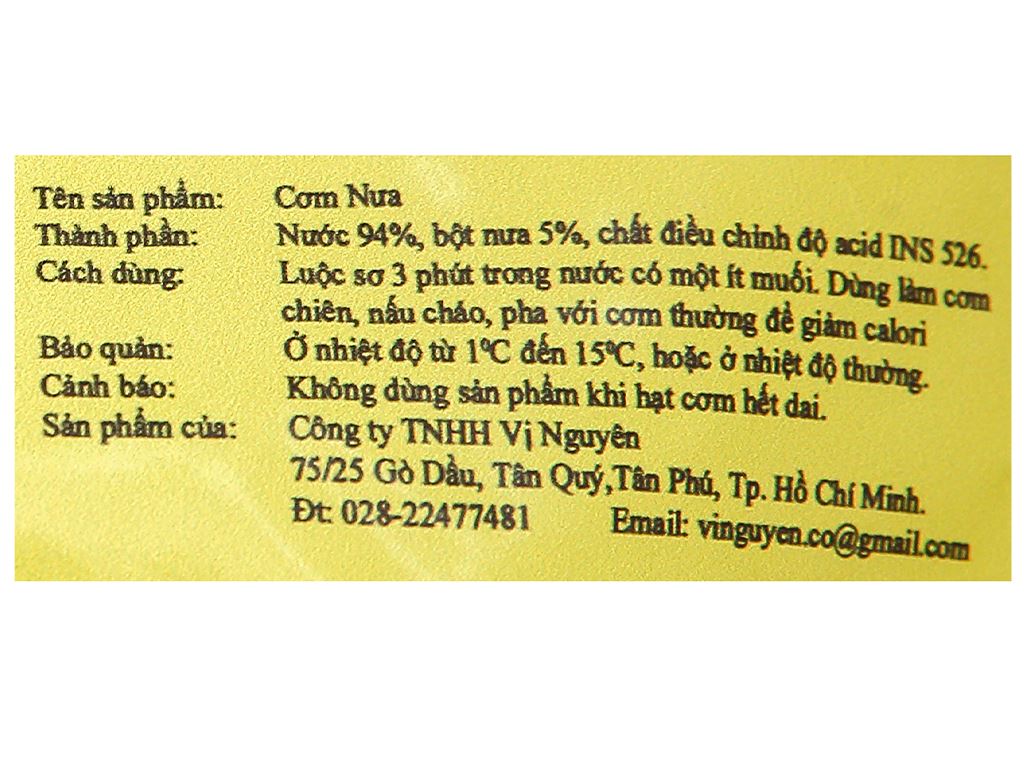 Tên sản phẩm: Cơm Nưa
Thành phần: Nước 94%, bột nưa 5%, chất điều chỉnh độ acid INS 526.
Cách dùng: Luộc sơ 3 phút trong nước có một ít muối. Dùng làm cơm
chiên, nấu cháo, pha với cơm thường để giảm calori
Bảo quản: Ở nhiệt độ từ 1ºC đến 15ºC, hoặc ở nhiệt độ thường.
Cảnh báo: Không dùng sản phẩm khi hạt cơm hết dai.
Sản phẩm của: Công ty TNHH Vị Nguyên
75/25 Gò Dầu, Tân Quý,Tân Phú, Tp. Hồ Chí Minh.
Đt: 028-22477481 Email: vinguyen.co@gmail.com